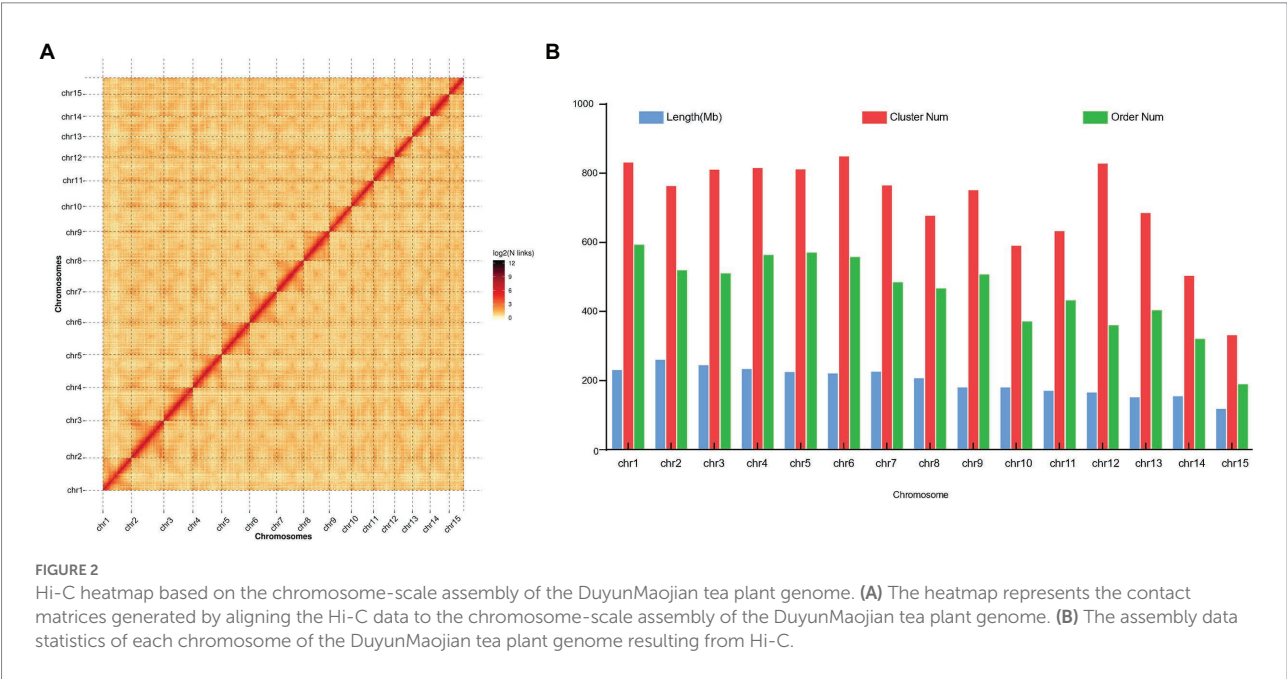 A
chr15
chr14
chr13
chr12
chr11
chr10
chr9
chr8
chr7
chr6
chr5
chr4
chr3
chr2
chr1
Chromosomes
chr1 chr2 chr3 chr4 chr5 chr6 chr7 chr8 chr9 chr10 chr11 chr12 chr13 chr14 chr15
Chromosomes
log2(N links)
12
9
6
3
0
B
Length(Mb) Cluster Num Order Num
1000
800
600
400
200
0
chr1 chr2 chr3 chr4 chr5 chr6 chr7 chr8 chr9 chr10 chr11 chr12 chr13 chr14 chr15
Chromosome
FIGURE 2
Hi-C heatmap based on the chromosome-scale assembly of the DuyunMaojian tea plant genome. (A) The heatmap represents the contact
matrices generated by aligning the Hi-C data to the chromosome-scale assembly of the DuyunMaojian tea plant genome. (B) The assembly data
statistics of each chromosome of the DuyunMaojian tea plant genome resulting from Hi-C.